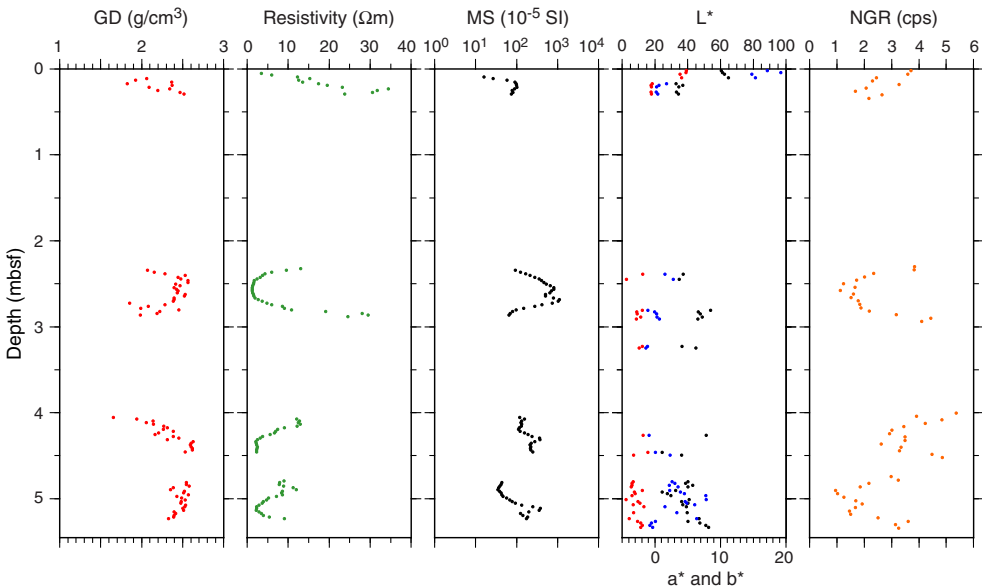 GD (g/cm³) Resistivity (Ωm) MS (10⁻⁵ SI) L* NGR (cps)
1 2 3 0 10 20 30 40 10⁰ 10¹ 10² 10³ 10⁴ 0 20 40 60 80 100 0 1 2 3 4 5 6
0
1
2
3
4
5
Depth (mbsf)
0 10 20
a* and b*